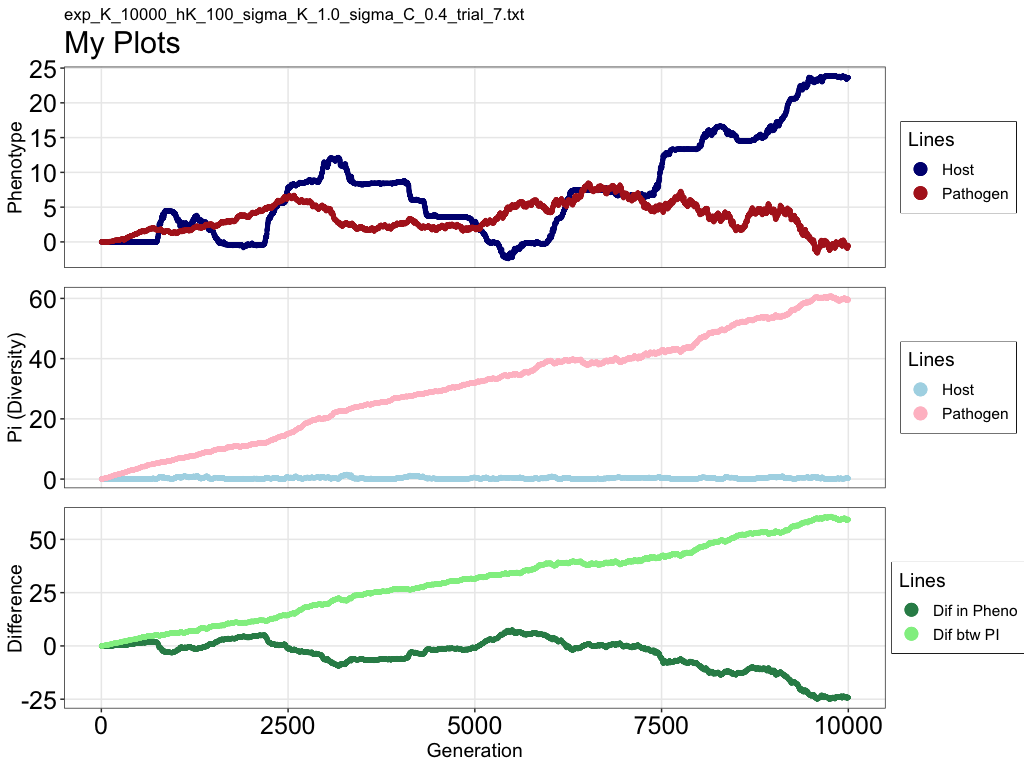 exp_K_10000_hK_100_sigma_K_1.0_sigma_C_0.4_trial_7.txt
My Plots
Phenotype
25
20
15
10
5
0
Lines
Host
Pathogen
Pi (Diversity)
60
40
20
0
Lines
Host
Pathogen
Difference
50
25
0
-25
Lines
Dif in Pheno
Dif btw PI
0 2500 5000 7500 10000
Generation